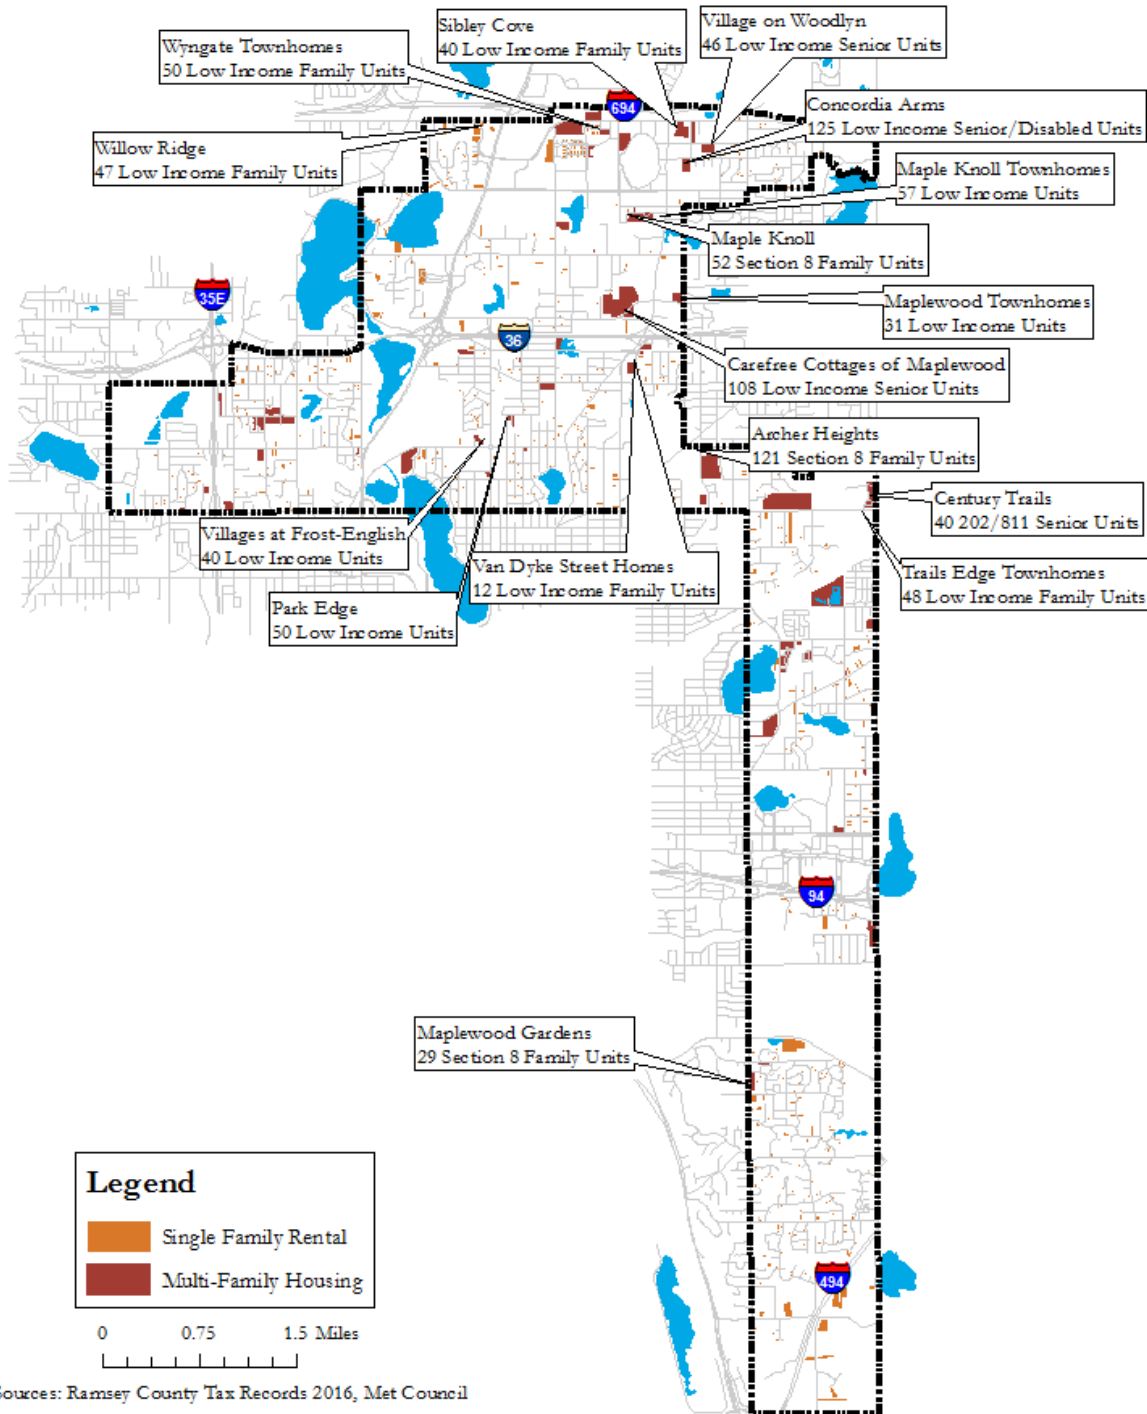 Sibley Cove
40 Low Income Family Units
Village on Woodlyn
46 Low Income Senior Units
Wyngate Townhomes
50 Low Income Family Units
694
Concordia Arms
125 Low Income Senior/Disabled Units
Willow Ridge
47 Low Income Family Units
Maple Knoll Townhomes
57 Low Income Units
Maple Knoll
52 Section 8 Family Units
35E
Maplewood Townhomes
31 Low Income Units
36
Carefree Cottages of Maplewood
108 Low Income Senior Units
Archer Heights
121 Section 8 Family Units
Century Trails
40 202/811 Senior Units
Villages at Frost-English
40 Low Income Units
Van Dyke Street Homes
12 Low Income Family Units
Trails Edge Townhomes
48 Low Income Family Units
Park Edge
50 Low Income Units
94
Maplewood Gardens
29 Section 8 Family Units
494
Legend
Single Family Rental
Multi-Family Housing
0 0.75 1.5 Miles
Sources: Ramsey County Tax Records 2016, Met Council